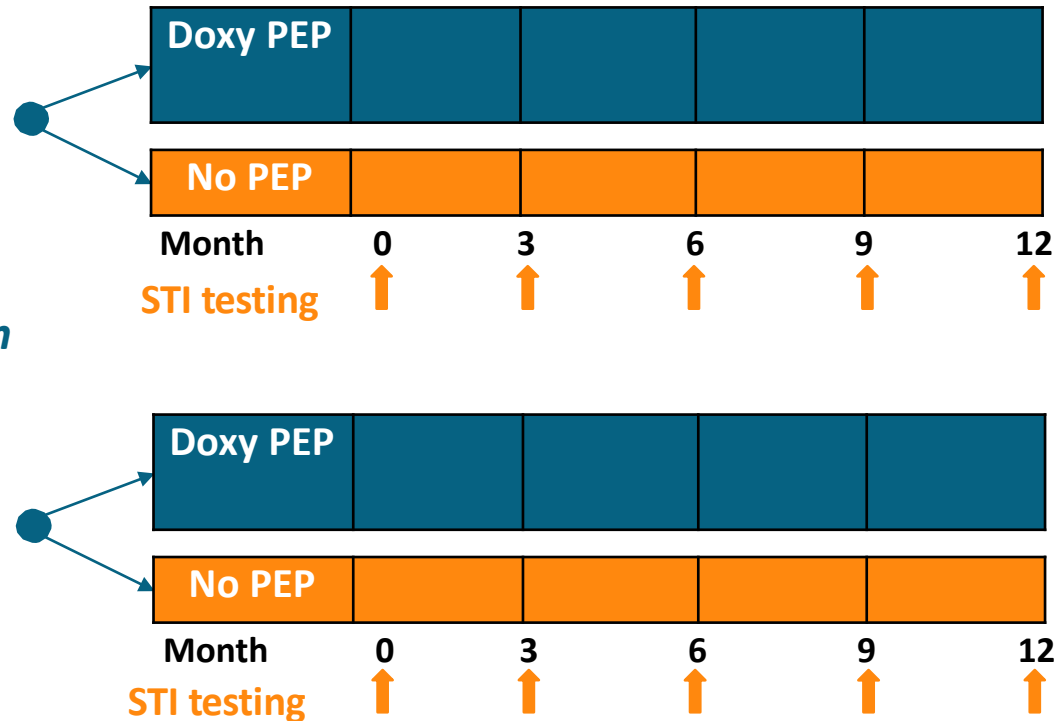 Doxy PEP
No PEP
Month 0 3 6 9 12
STI testing
n
Doxy PEP
No PEP
Month 0 3 6 9 12
STI testing